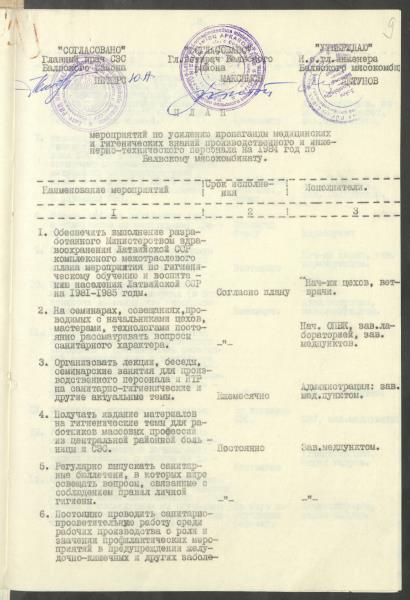 9
"СОГЛАСОВАНО" "СОГЛАСОВАНО" "УТВЕРЖДАЮ"
Главный врач СЭС Гл.ветврач Балвского И.о.гл.инженера
Балвского района района Балвского мясокомб
ПЕТЕРС Ю.А. МАКСИМОВ
П Л А Н
мероприятий по усилению пропаганды медицинских
и гигиенических знаний производственного и инже-
нерно-технического персонала на 1984 год по
Балвскому мясокомбинату.
Наименование мероприятий !Срок исполне- !Исполнители.
ния
I ! 2 ! 3
1. Обеспечить выполнение разра-
ботанного Министерством здра-
воохранения Латвийской ССР
комплексного межотраслевого
плана мероприятий по гигиени-
ческому обучению и воспита -
нию населения Латвийской ССР Нач-ки цехов, вет-
на 1981-1985 годы. Согласно плану врачи.
2. На семинарах, совещаниях,про-
водимых с начальниками цехов,
мастерами, технологами посто- Нач. ОПВК, зав.ла-
янно рассматривать вопросы бораторией, зав.
санитарного характера. -"- медпунктов.
3. Организовать лекции, беседы,
семинарские занятия для произ-
водственного персонала и ИТР
на санитарно-гигиенические и Администрация: зав.
другие актуальные темы. Ежемесячно мед.пунктом.
4. Получать издание материалов
на гигиенические темы для ра-
ботников массовых профессий
из центральной районной боль -
ницы и СЭС. Постоянно Зав.медпунктом.
5. Регулярно выпускать санитар-
ные бюллетени, в которых шире
освещать вопросы, связанные с
соблюдением правил личной
гигиены. -"- -"-
6. Постоянно проводить санитарно-
просветительную работу среди
рабочих производства о роли и
значении профилактических меро-
приятий в предупреждении желу-
дочно-кишечных и других заболе-